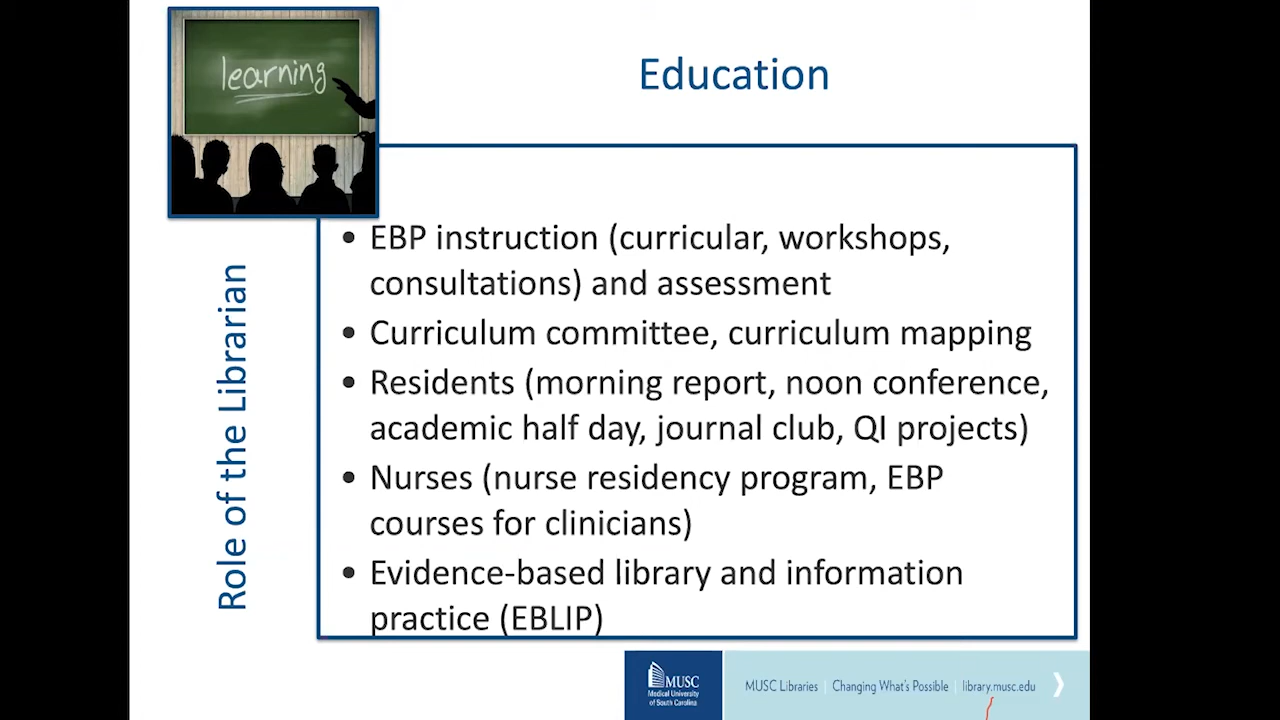 learning
Education
Role of the Librarian
• EBP instruction (curricular, workshops,
consultations) and assessment
• Curriculum committee, curriculum mapping
• Residents (morning report, noon conference,
academic half day, journal club, QI projects)
• Nurses (nurse residency program, EBP
courses for clinicians)
• Evidence-based library and information
practice (EBLIP)
MUSC
Medical University
of South Carolina
MUSC Libraries | Changing What's Possible | library.musc.edu